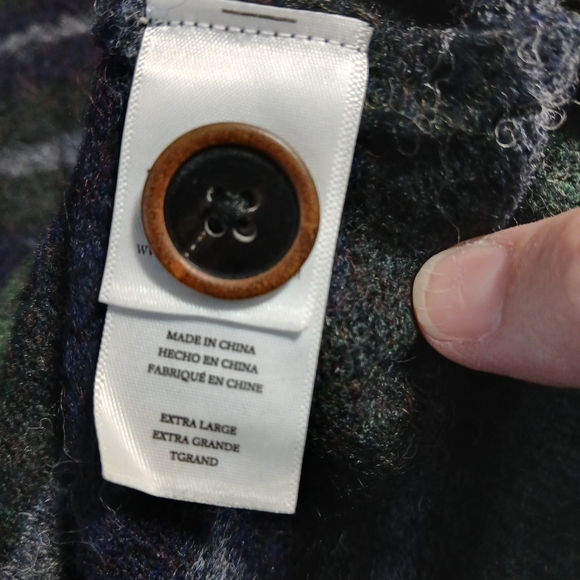 MADE IN CHINA
HECHO EN CHINA
FABRIQUÉ EN CHINE
EXTRA LARGE
EXTRA GRANDE
TGRAND